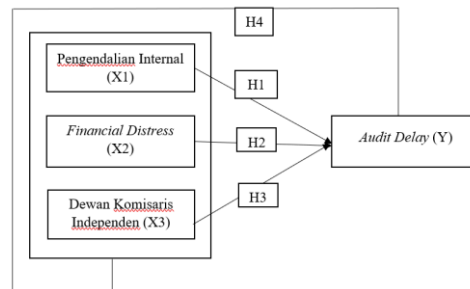 H4
Pengendalian Internal
(X1)
H1
Financial Distress
(X2)
H2
Audit Delay (Y)
Dewan Komisaris
Independen (X3)
H3